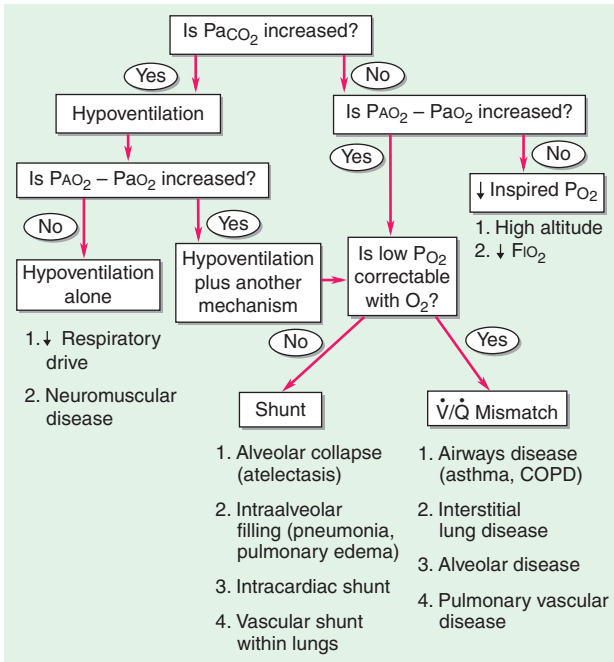 Is PaCO2 increased?
Yes
No
Hypoventilation
Is PAO2 – PaO2 increased?
Is PAO2 – PaO2 increased?
Yes
No
No
Yes
↓ Inspired PO2
1. High altitude
2. ↓ FIO2
Hypoventilation
alone
1.↓ Respiratory
drive
2. Neuromuscular
disease
Hypoventilation
plus another
mechanism
Is low PO2
correctable
with O2?
No
Yes
Shunt
1. Alveolar collapse
(atelectasis)
2. Intraalveolar
filling (pneumonia,
pulmonary edema)
3. Intracardiac shunt
4. Vascular shunt
within lungs
V̇/Q̇ Mismatch
1. Airways disease
(asthma, COPD)
2. Interstitial
lung disease
3. Alveolar disease
4. Pulmonary vascular
disease